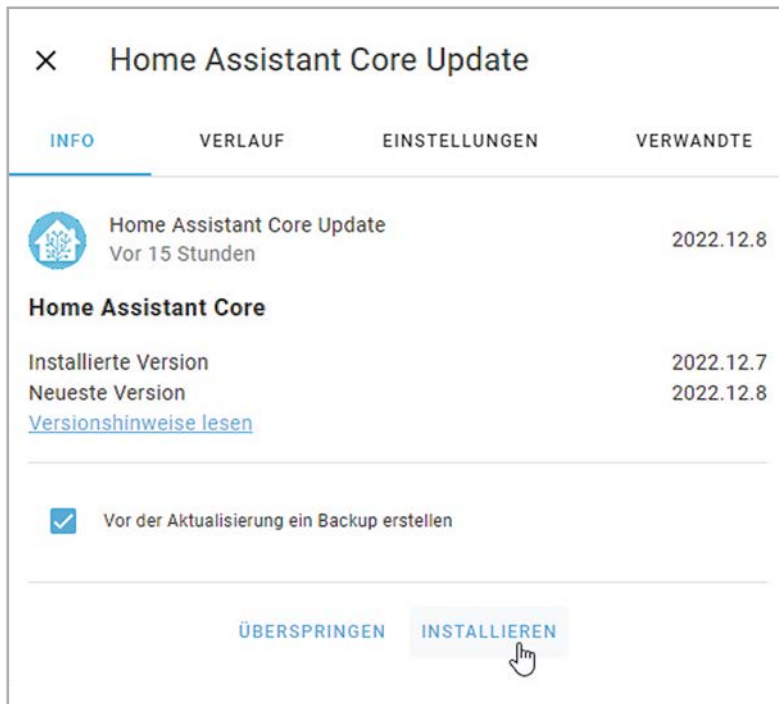 Home Assistant Core Update
INFO VERLAUF EINSTELLUNGEN VERWANDTE
Home Assistant Core Update
Vor 15 Stunden
2022.12.8
Home Assistant Core
Installierte Version 2022.12.7
Neueste Version 2022.12.8
Versionshinweise lesen
Vor der Aktualisierung ein Backup erstellen
ÜBERSPRINGEN INSTALLIEREN